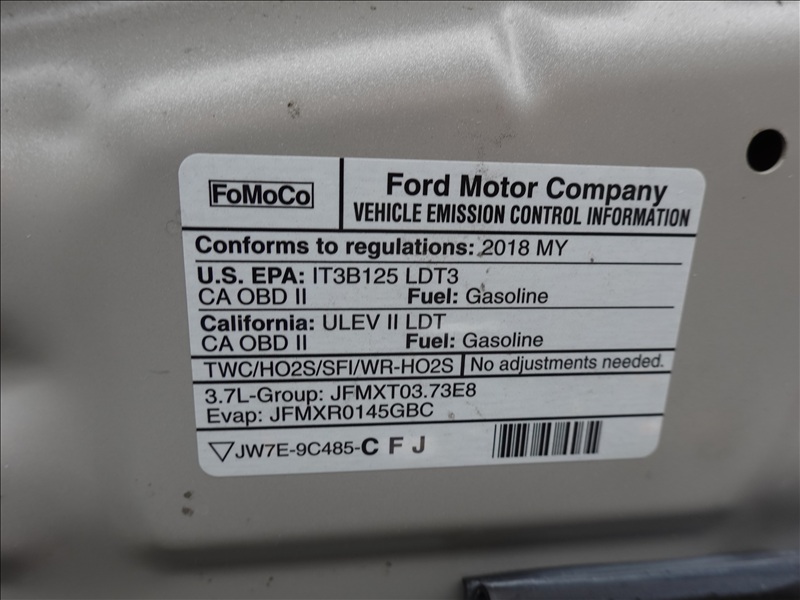 FoMoCo
Ford Motor Company
VEHICLE EMISSION CONTROL INFORMATION
Conforms to regulations: 2018 MY
U.S. EPA: IT3B125 LDT3
CA OBD II Fuel: Gasoline
California: ULEV II LDT
CA OBD II Fuel: Gasoline
TWC/HO2S/SFI/WR-HO2S No adjustments needed.
3.7L-Group: JFMXT03.73E8
Evap: JFMXR0145GBC
JW7E-9C485-C F J